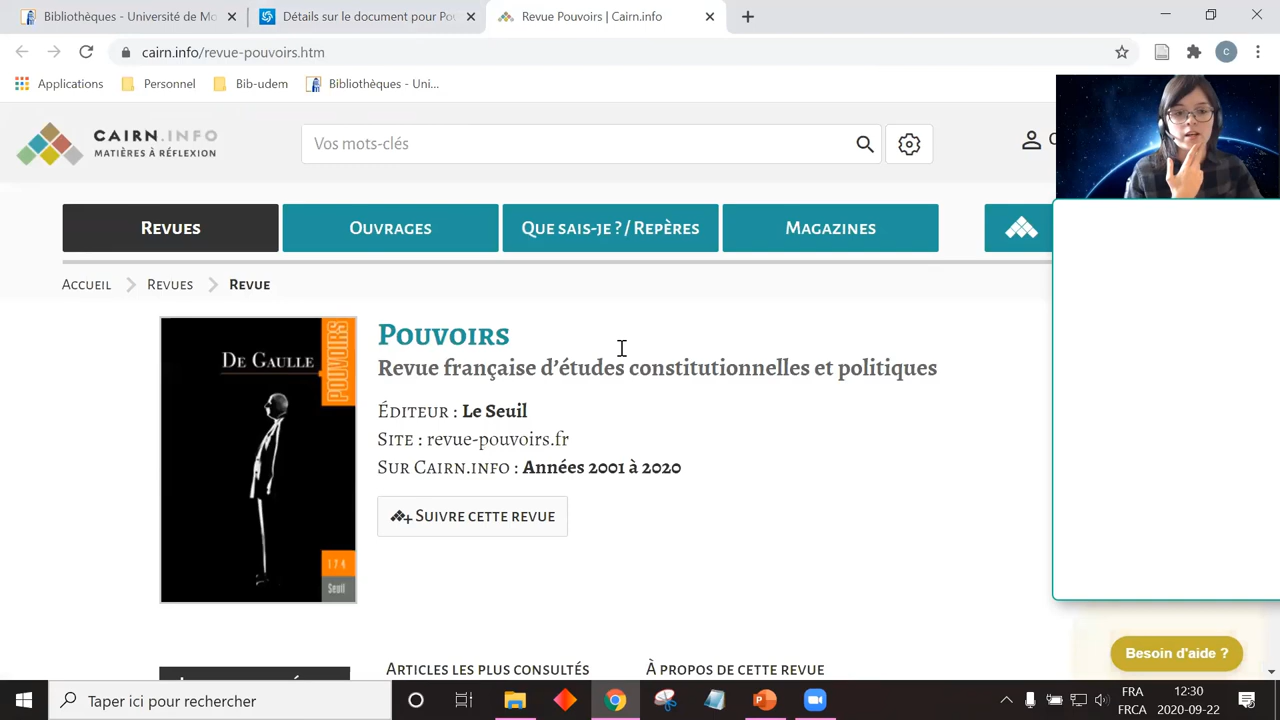 Bibliothèques - Université de Mo
Détails sur le document pour Pou
Revue Pouvoirs | Cairn.info
cairn.info/revue-pouvoirs.htm
C
Applications
Personnel
Bib-udem
Bibliothèques - Uni...
CAIRN.INFO
MATIÈRES À RÉFLEXION
Vos mots-clés
REVUES
OUVRAGES
QUE SAIS-JE ? / REPÈRES
MAGAZINES
ACCUEIL
REVUES
REVUE
DE GAULLE
POUVOIRS
174
Seuil
POUVOIRS
Revue française d'études constitutionnelles et politiques
ÉDITEUR : Le Seuil
SITE : revue-pouvoirs.fr
SUR CAIRN.INFO : Années 2001 à 2020
SUIVRE CETTE REVUE
ARTICLES LES PLUS CONSULTÉS
À PROPOS DE CETTE REVUE
Besoin d'aide ?
Taper ici pour rechercher
FRA
FRCA
12:30
2020-09-22